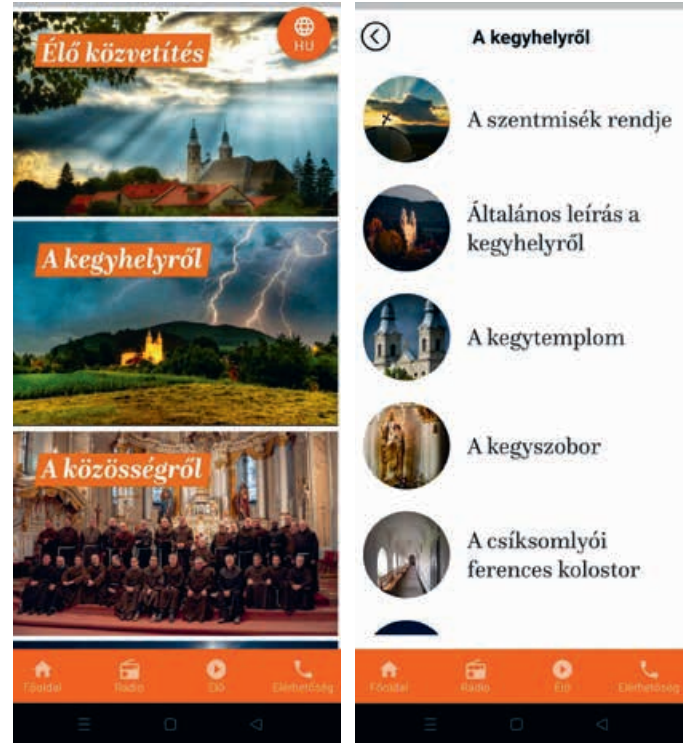 Élő közvetítés
HU
A kegyhelyről
A közösségről
Főoldal
Rádió
Élő
Elérhetőség
A kegyhelyről
A szentmisék rendje
Általános leírás a
kegyhelyről
A kegytemplom
A kegyszobor
A csíksomlyói
ferences kolostor
Főoldal
Rádió
Élő
Elérhetőség